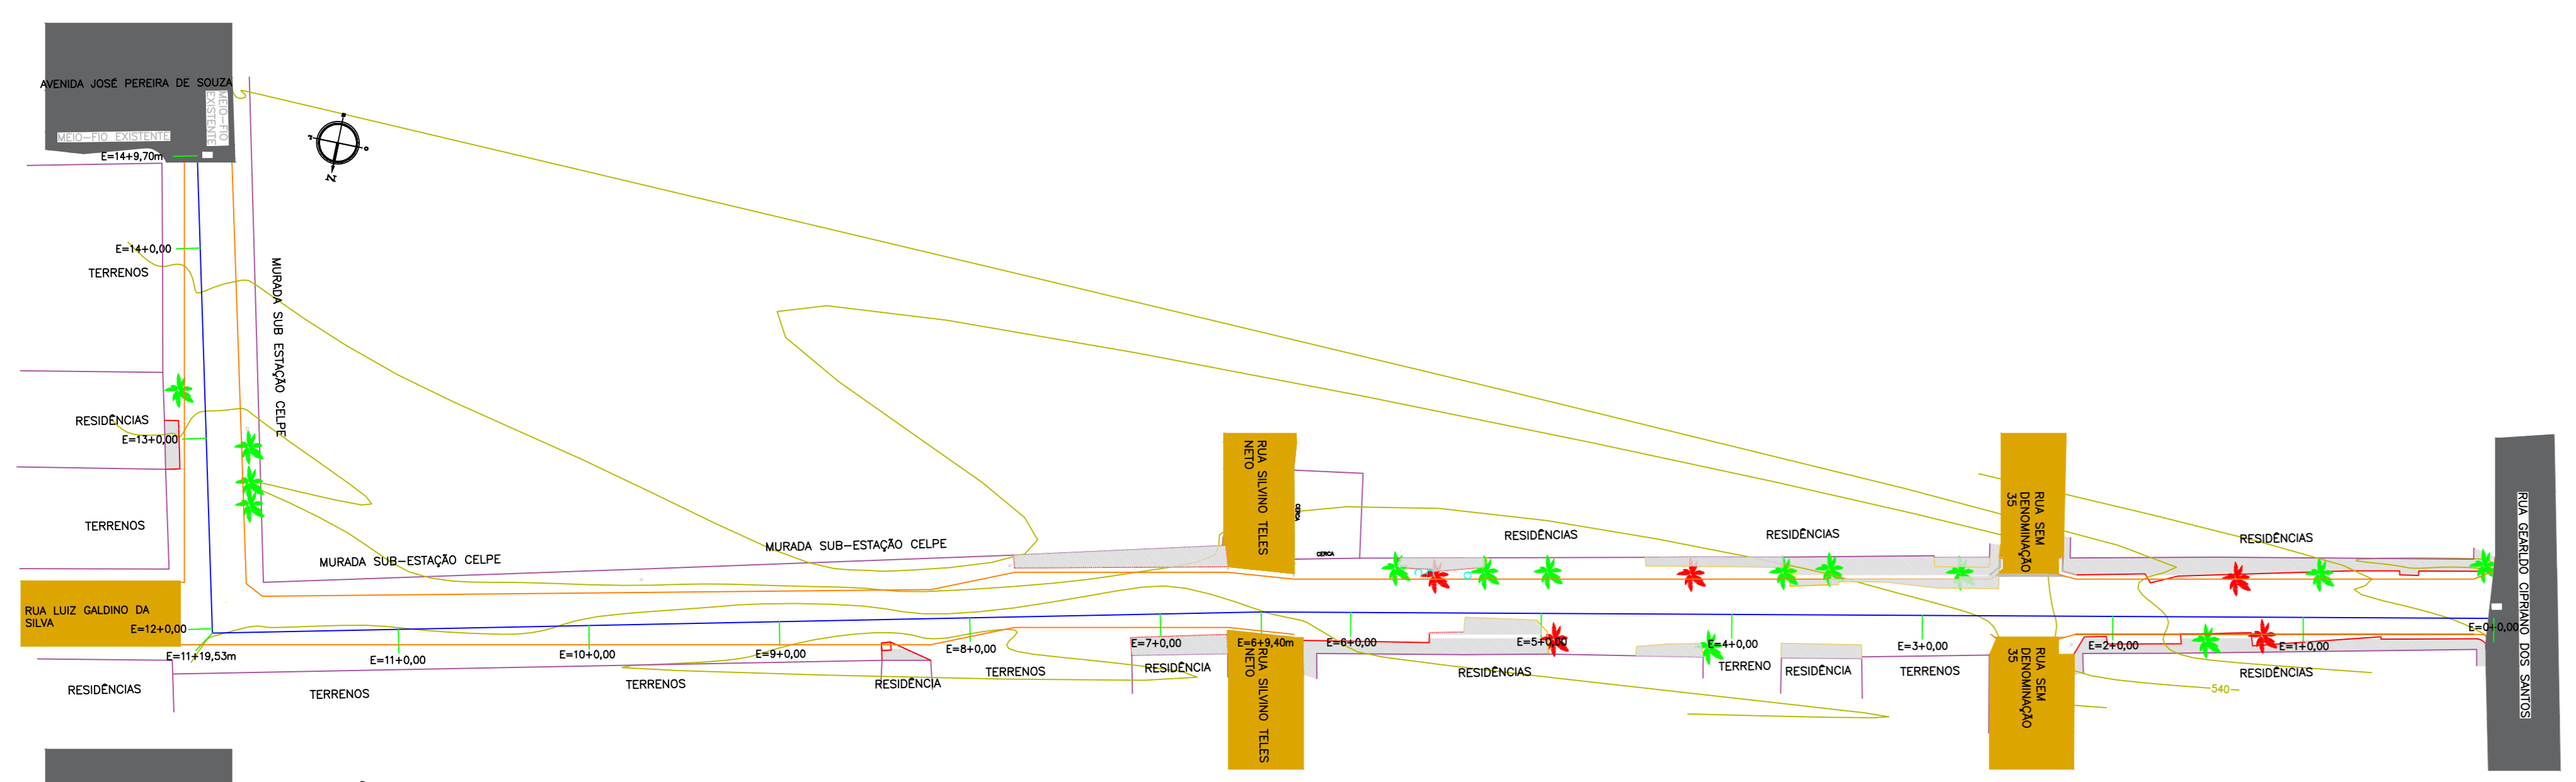 AVENIDA JOSÉ PEREIRA DE SOUZA
MEIO-FIO
EXISTENTE
MEIO-FIO EXISTENTE
E=14+9,70m
N
E=14+0,00
TERRENOS
MURADA SUB ESTAÇÃO CELPE
RESIDÊNCIAS
E=13+0,00
TERRENOS
MURADA SUB-ESTAÇÃO CELPE
MURADA SUB-ESTAÇÃO CELPE
RUA SILVINO TELES
NETO
CERCA
CERCA
RESIDÊNCIAS
RESIDÊNCIAS
RUA SEM
DENOMINAÇÃO
35
RESIDÊNCIAS
RUA GEARLDO CIPRIANO DOS SANTOS
RUA LUIZ GALDINO DA
SILVA
E=12+0,00
E=11+19,53m
E=11+0,00
E=10+0,00
E=9+0,00
E=8+0,00
E=7+0,00
E=6+9,40m
E=6+0,00
E=5+0,00
E=4+0,00
E=3+0,00
E=2+0,00
E=1+0,00
E=0+0,00
RESIDÊNCIAS
TERRENOS
TERRENOS
RESIDÊNCIA
TERRENOS
RESIDÊNCIA
RUA SILVINO TELES
NETO
RESIDÊNCIAS
TERRENO
RESIDÊNCIA
TERRENOS
RUA SEM
DENOMINAÇÃO
35
RESIDÊNCIAS
540